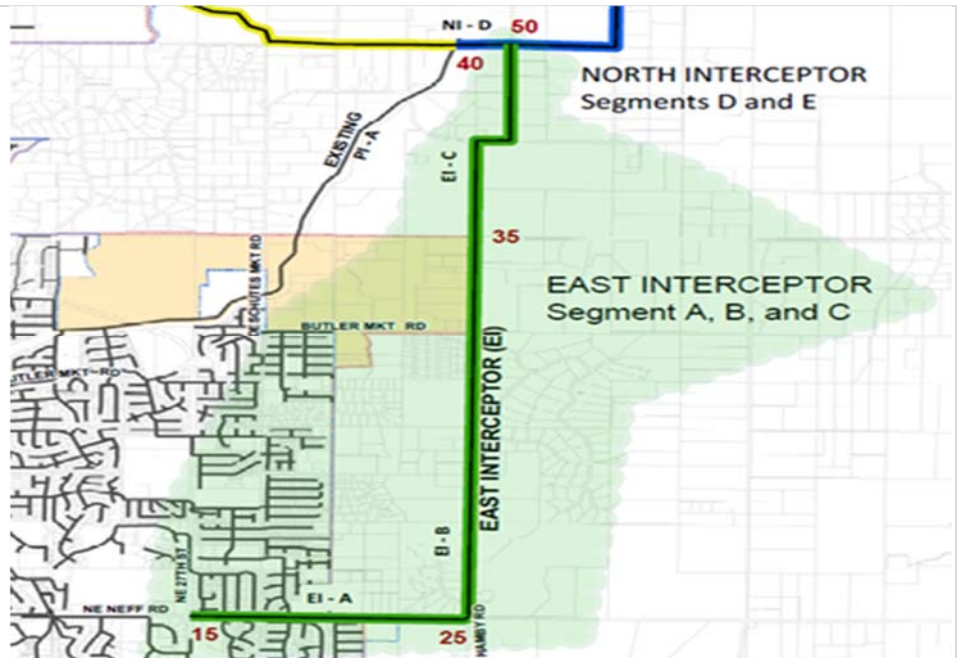 NI - D 50
40
NORTH INTERCEPTOR
Segments D and E
EXISTING
PI - A
EI - C
35
DESCHUTES MKT RD
EAST INTERCEPTOR
Segment A, B, and C
BUTLER MKT RD
EAST INTERCEPTOR (EI)
UTLER MKT RD
EI - B
NE 27TH ST
EI - A
NE NEFF RD
15
25
HAMBY RD